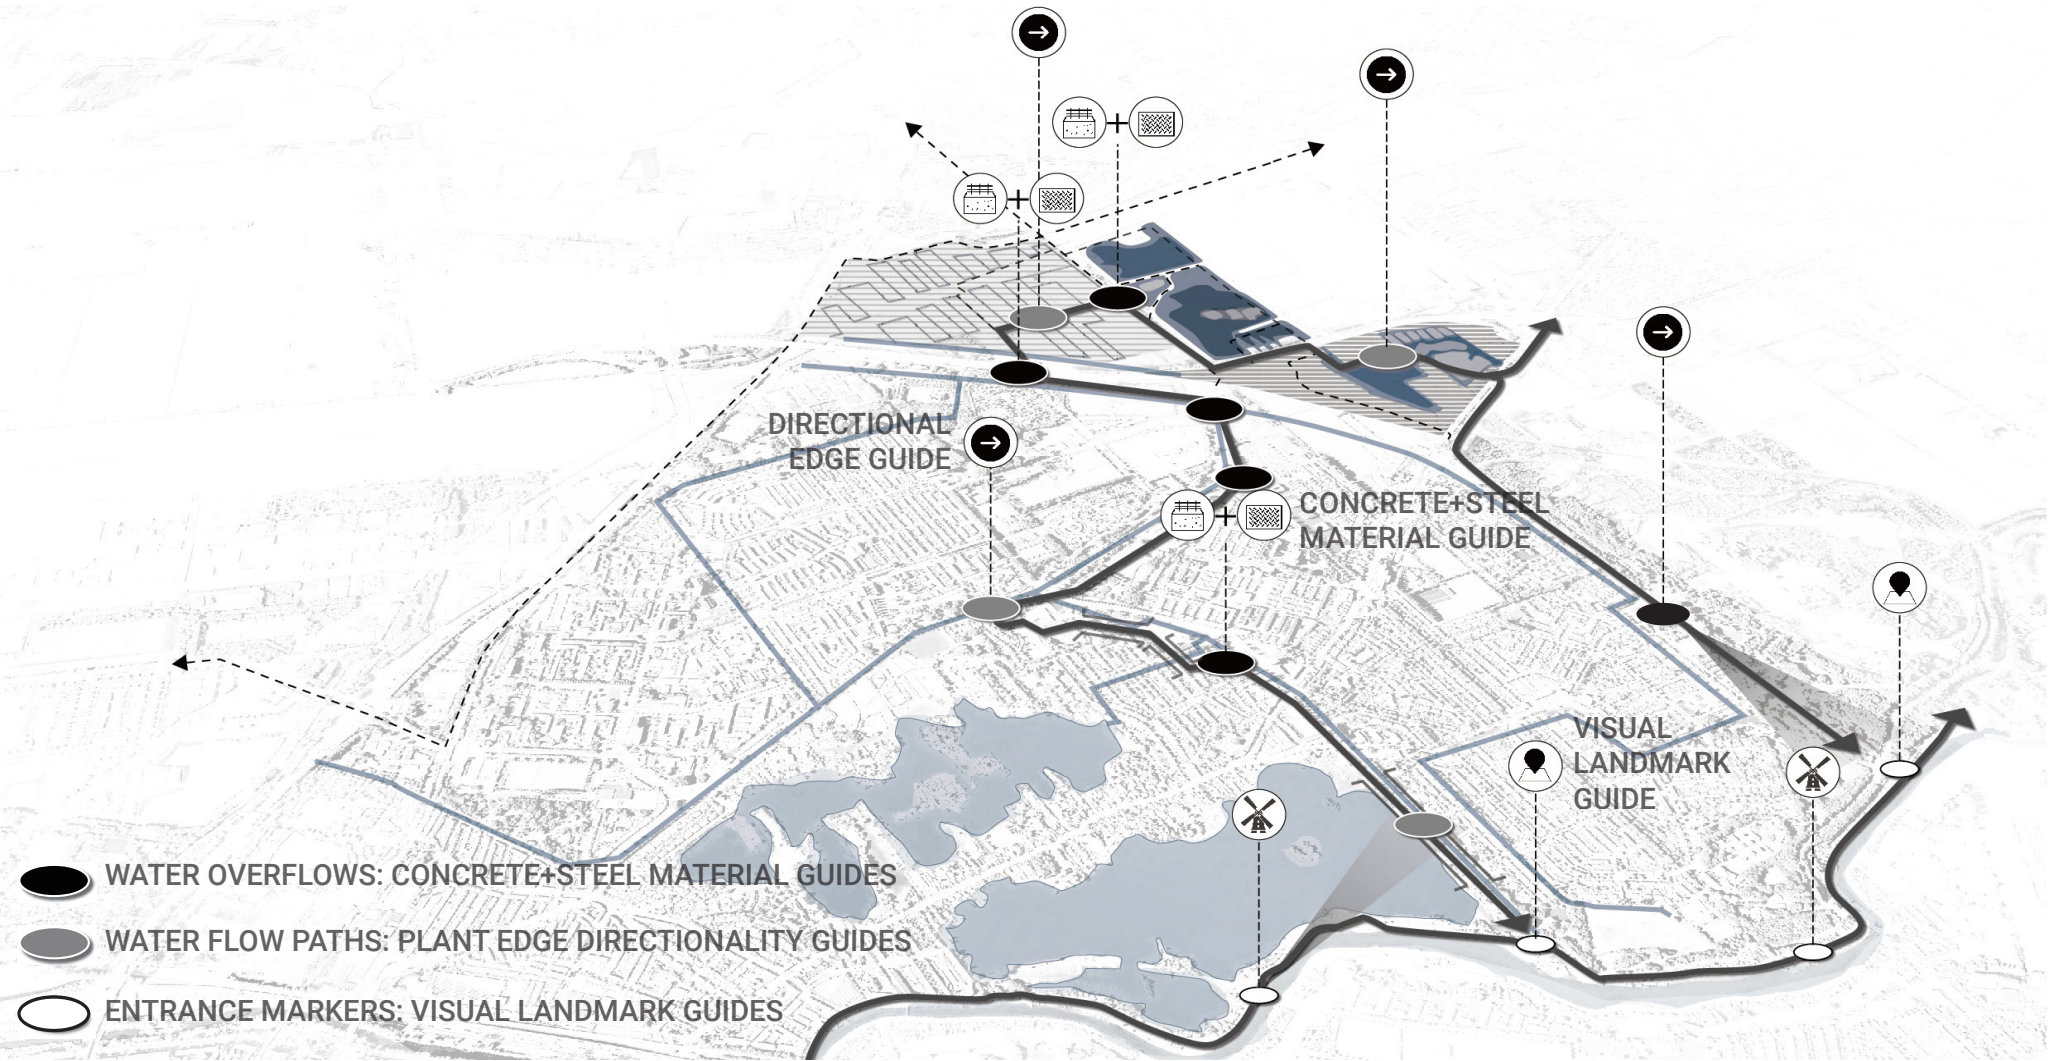 DIRECTIONAL
EDGE GUIDE
CONCRETE+STEEL
MATERIAL GUIDE
VISUAL
LANDMARK
GUIDE
WATER OVERFLOWS: CONCRETE+STEEL MATERIAL GUIDES
WATER FLOW PATHS: PLANT EDGE DIRECTIONALITY GUIDES
ENTRANCE MARKERS: VISUAL LANDMARK GUIDES